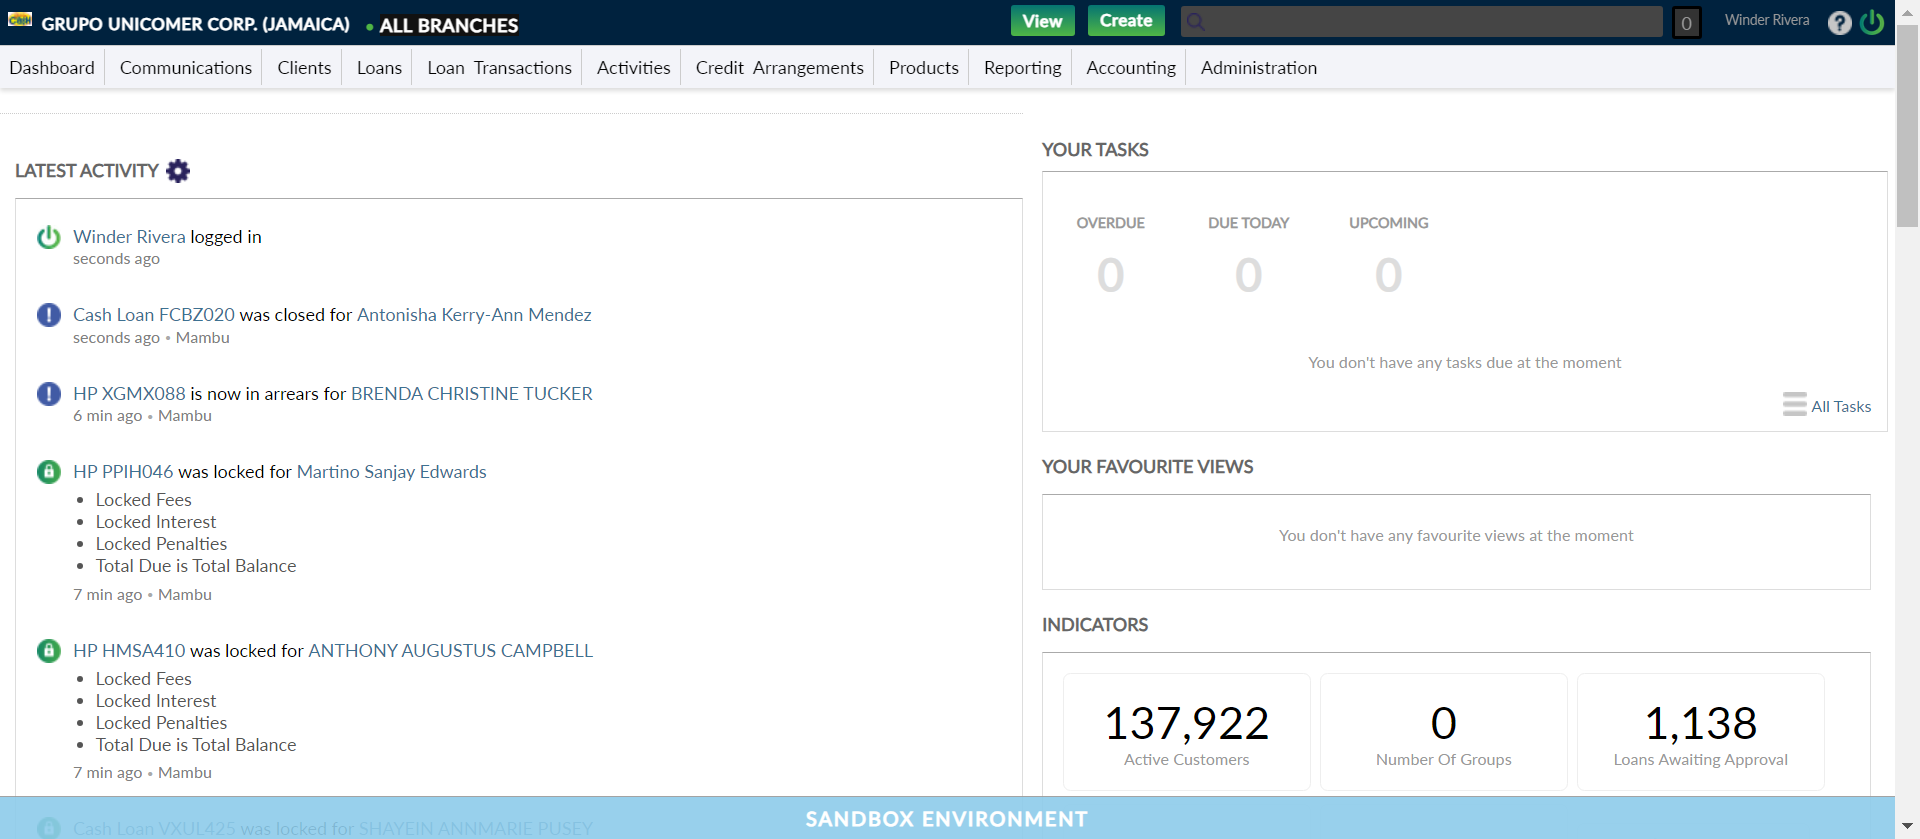 Cash
GRUPO UNICOMER CORP. (JAMAICA) • ALL BRANCHES
View
Create
0
Winder Rivera
?
Dashboard
Communications
Clients
Loans
Loan Transactions
Activities
Credit Arrangements
Products
Reporting
Accounting
Administration
LATEST ACTIVITY
Winder Rivera logged in
seconds ago
Cash Loan FCBZ020 was closed for Antonisha Kerry-Ann Mendez
seconds ago • Mambu
HP XGMX088 is now in arrears for BRENDA CHRISTINE TUCKER
6 min ago • Mambu
HP PPIH046 was locked for Martino Sanjay Edwards
• Locked Fees
• Locked Interest
• Locked Penalties
• Total Due is Total Balance
7 min ago • Mambu
HP HMSA410 was locked for ANTHONY AUGUSTUS CAMPBELL
• Locked Fees
• Locked Interest
• Locked Penalties
• Total Due is Total Balance
7 min ago • Mambu
Cash Loan VXUL425 was locked for SHAYEIN ANNMARIE PUSEY
YOUR TASKS
OVERDUE
0
DUE TODAY
0
UPCOMING
0
You don't have any tasks due at the moment
All Tasks
YOUR FAVOURITE VIEWS
You don't have any favourite views at the moment
INDICATORS
137,922
Active Customers
0
Number Of Groups
1,138
Loans Awaiting Approval
SANDBOX ENVIRONMENT